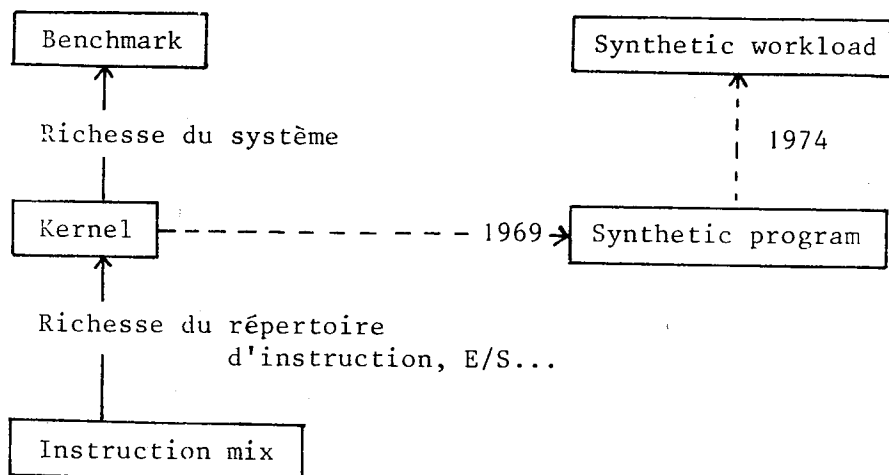 Benchmark
Synthetic workload
Richesse du système
1974
Kernel
1969
Synthetic program
Richesse du répertoire
d'instruction, E/S...
Instruction mix